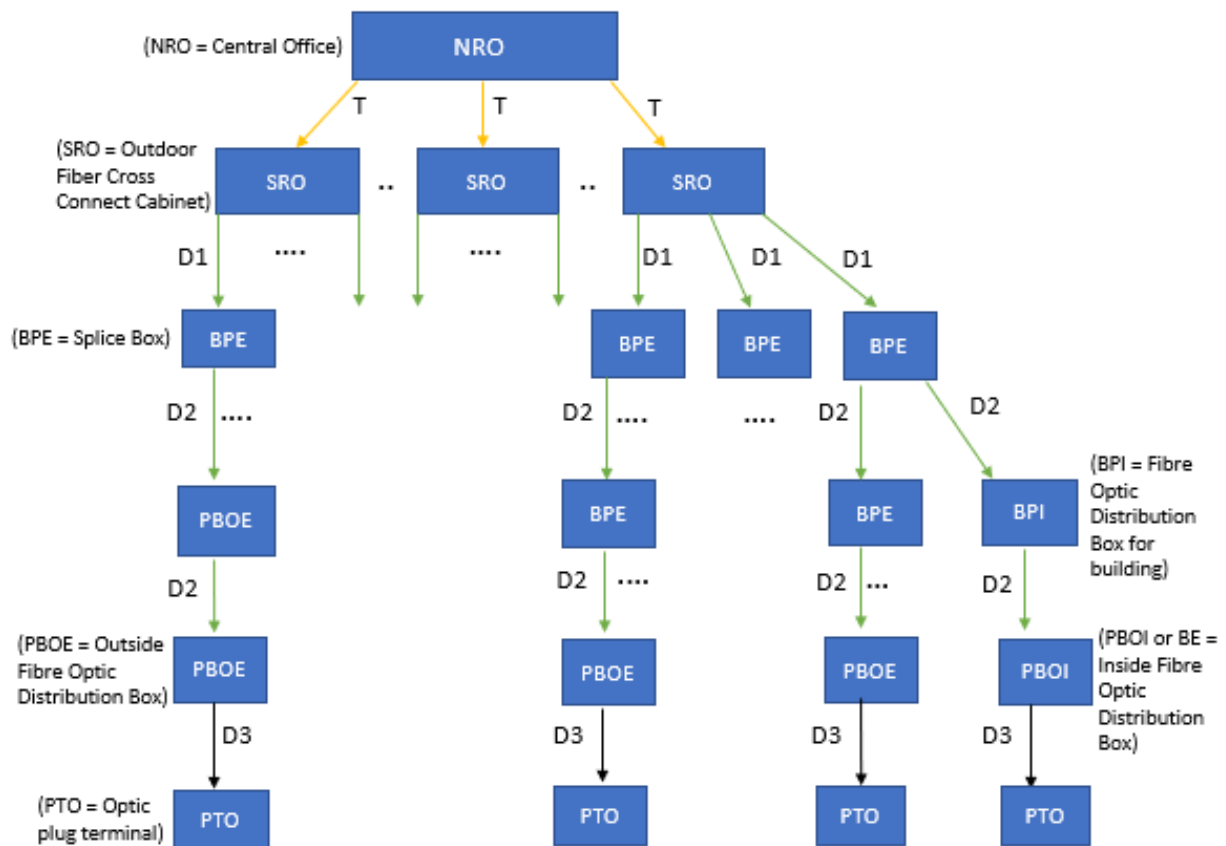 (NRO = Central Office)
NRO
T
T
T
(SRO = Outdoor
Fiber Cross
Connect Cabinet)
SRO
..
SRO
..
SRO
D1
....
....
D1
D1
D1
(BPE = Splice Box)
BPE
BPE
BPE
BPE
D2
....
D2
....
....
D2
D2
PBOE
BPE
BPE
BPI
(BPI = Fibre
Optic
Distribution
Box for
building)
D2
D2
....
D2
...
D2
(PBOE = Outside
Fibre Optic
Distribution Box)
PBOE
PBOE
PBOE
PBOI
(PBOI or BE =
Inside Fibre
Optic
Distribution
Box)
D3
D3
D3
D3
(PTO = Optic
plug terminal)
PTO
PTO
PTO
PTO